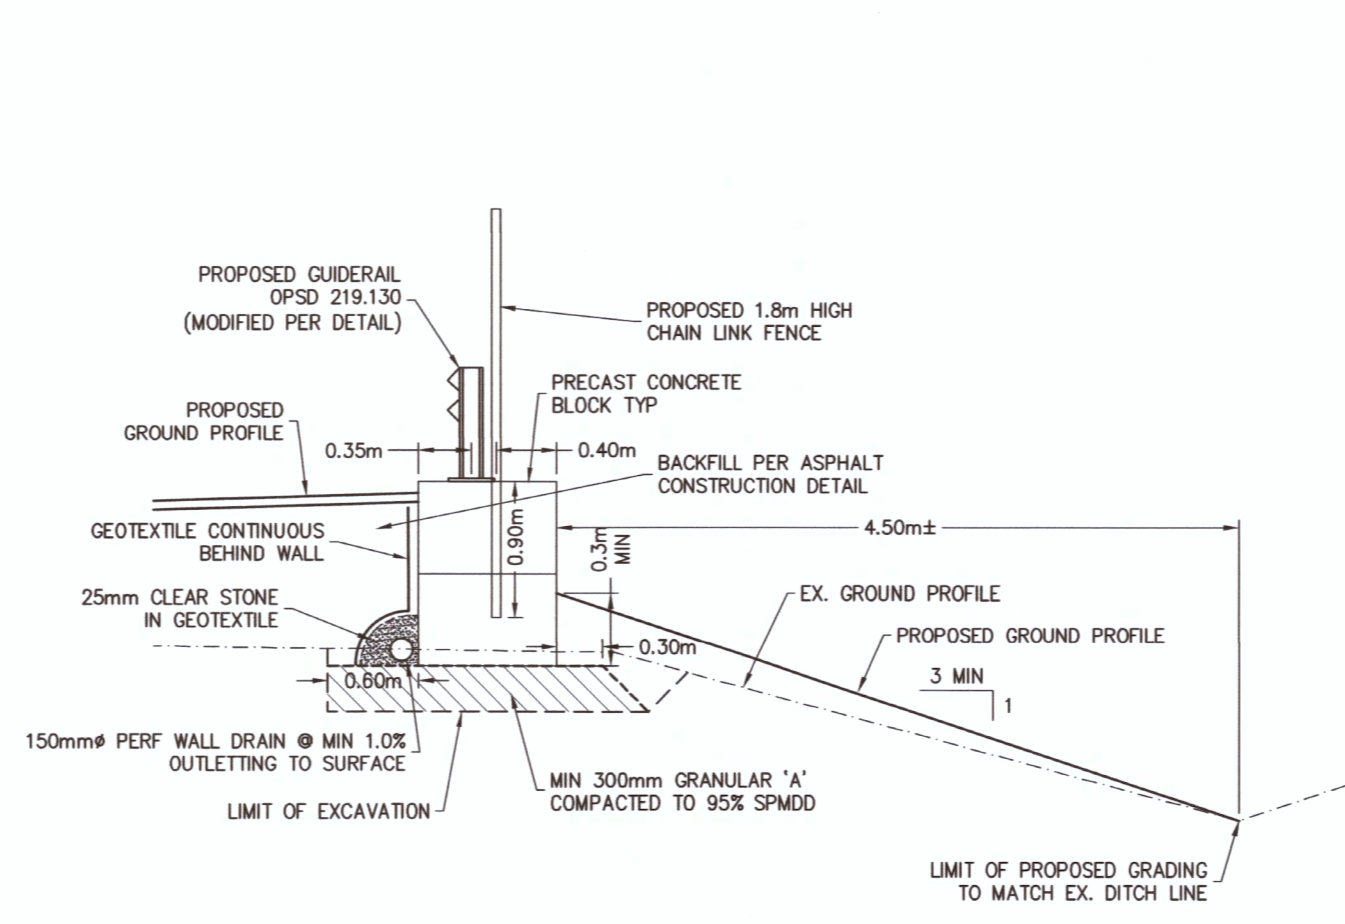 PROPOSED GUIDERAIL
OPSD 219.130
(MODIFIED PER DETAIL)
PROPOSED 1.8m HIGH
CHAIN LINK FENCE
PRECAST CONCRETE
BLOCK TYP
PROPOSED
GROUND PROFILE
0.35m
0.40m
BACKFILL PER ASPHALT
CONSTRUCTION DETAIL
GEOTEXTILE CONTINUOUS
BEHIND WALL
0.90m
0.3m
MIN
4.50m±
25mm CLEAR STONE
IN GEOTEXTILE
EX. GROUND PROFILE
PROPOSED GROUND PROFILE
0.30m
3 MIN
1
0.60m
150mmø PERF WALL DRAIN @ MIN 1.0%
OUTLETTING TO SURFACE
LIMIT OF EXCAVATION
MIN 300mm GRANULAR 'A'
COMPACTED TO 95% SPMDD
LIMIT OF PROPOSED GRADING
TO MATCH EX. DITCH LINE